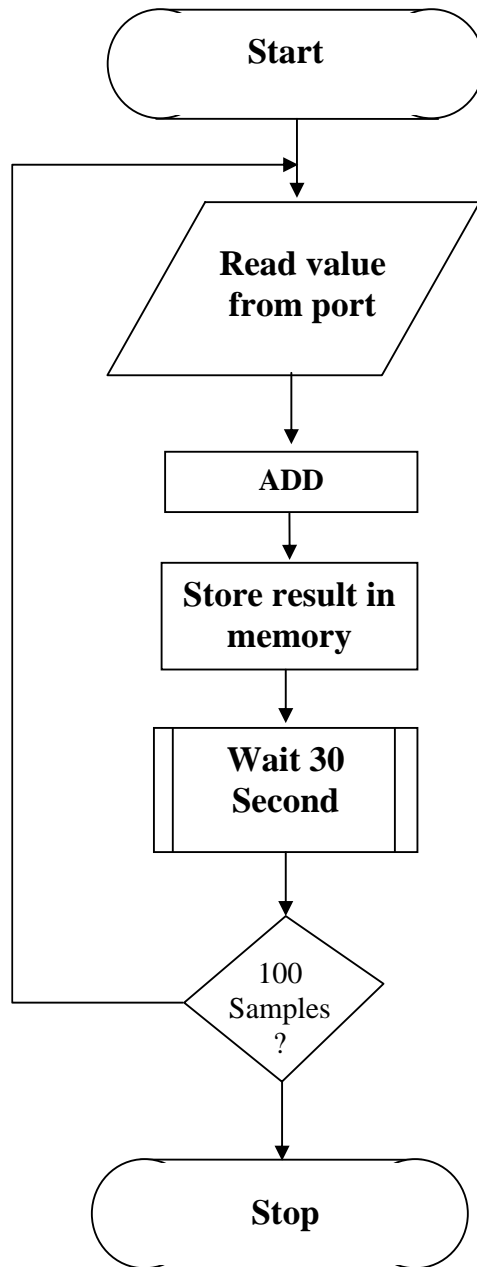 Start
Read value
from port
ADD
Store result in
memory
Wait 30
Second
100
Samples
?
Stop